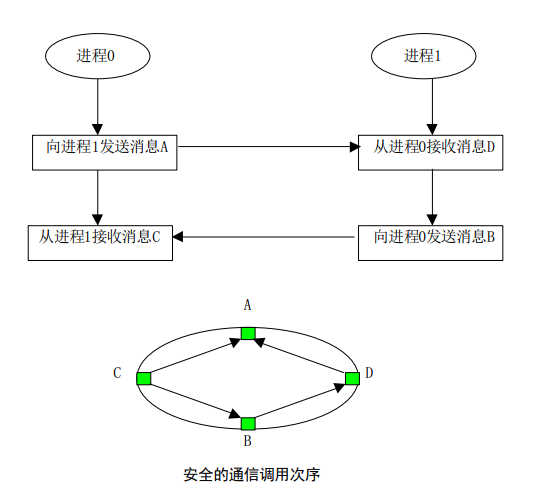 进程0
进程1
向进程1发送消息A
从进程0接收消息D
从进程1接收消息C
向进程0发送消息B
A
C
D
B
安全的通信调用次序